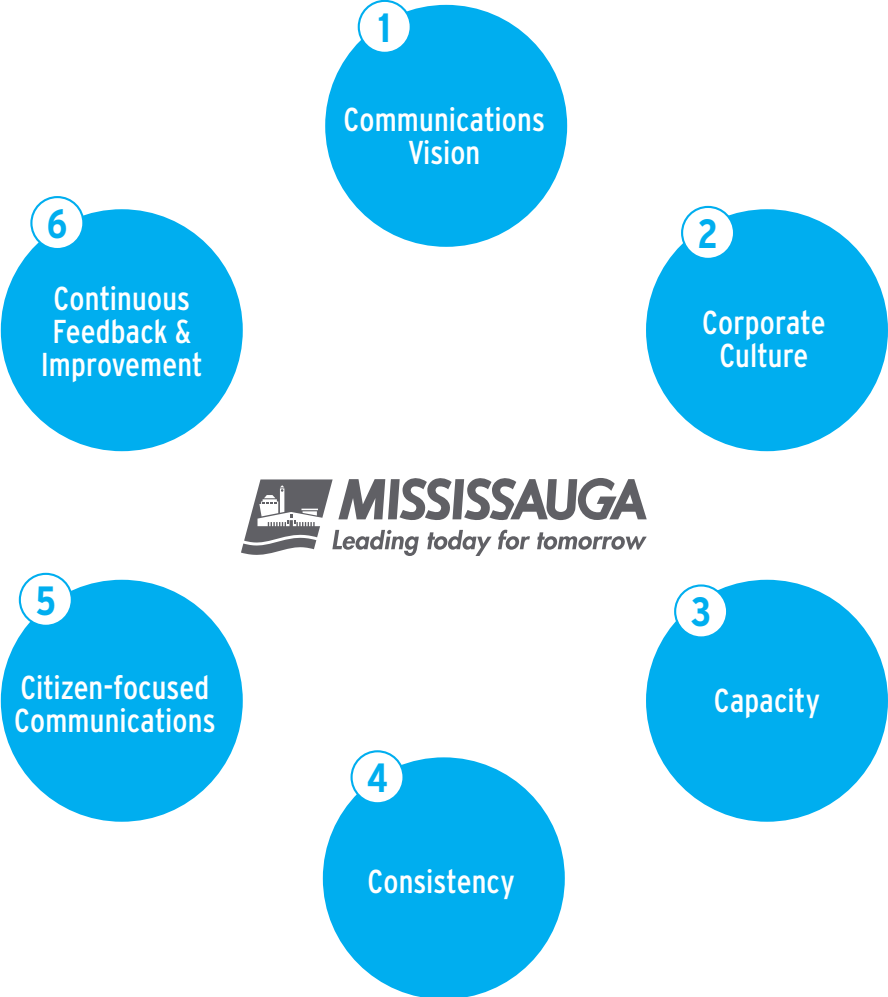 1
Communications
Vision
2
Corporate
Culture
3
Capacity
4
Consistency
5
Citizen-focused
Communications
6
Continuous
Feedback &
Improvement
MISSISSAUGA
Leading today for tomorrow